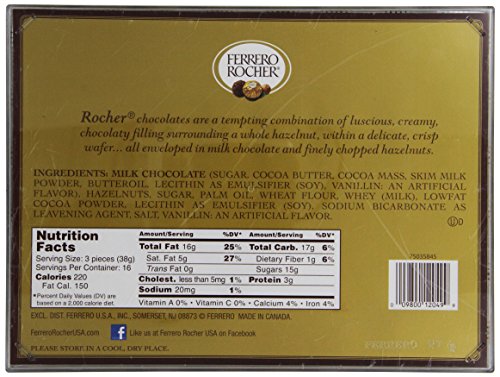 FERRERO
ROCHER
Rocher® chocolates are a tempting combination of luscious, creamy,
chocolaty filling surrounding a whole hazelnut, within a delicate, crisp
wafer... all enveloped in milk chocolate and finely chopped hazelnuts.
INGREDIENTS: MILK CHOCOLATE (SUGAR, COCOA BUTTER, COCOA MASS, SKIM MILK
POWDER, BUTTEROIL, LECITHIN AS EMULSIFIER (SOY), VANILLIN: AN ARTIFICIAL
FLAVOR), HAZELNUTS, SUGAR, PALM OIL, WHEAT FLOUR, WHEY (MILK), LOWFAT
COCOA POWDER, LECITHIN AS EMULSIFIER (SOY), SODIUM BICARBONATE AS
LEAVENING AGENT, SALT, VANILLIN: AN ARTIFICIAL FLAVOR.
U D
Nutrition
Facts
Serving Size: 3 pieces (38g)
Servings Per Container: 16
Calories 220
Fat Cal. 150
*Percent Daily Values (DV) are
based on a 2,000 calorie diet.
Amount/Serving %DV* Amount/Serving %DV*
Total Fat 16g 25% Total Carb. 17g 6%
Sat. Fat 5g 27% Dietary Fiber 1g 6%
Trans Fat 0g Sugars 15g
Cholest. less than 5mg 1% Protein 3g
Sodium 20mg 1%
Vitamin A 0% • Vitamin C 0% • Calcium 4% • Iron 4%
75035845
0 09800 12049
EXCL. DIST. FERRERO U.S.A., INC., SOMERSET, NJ 08873 © FERRERO MADE IN CANADA.
FerreroRocherUSA.com f Like us at Ferrero Rocher USA on Facebook
PLEASE STORE IN A COOL, DRY PLACE.
FERRERO